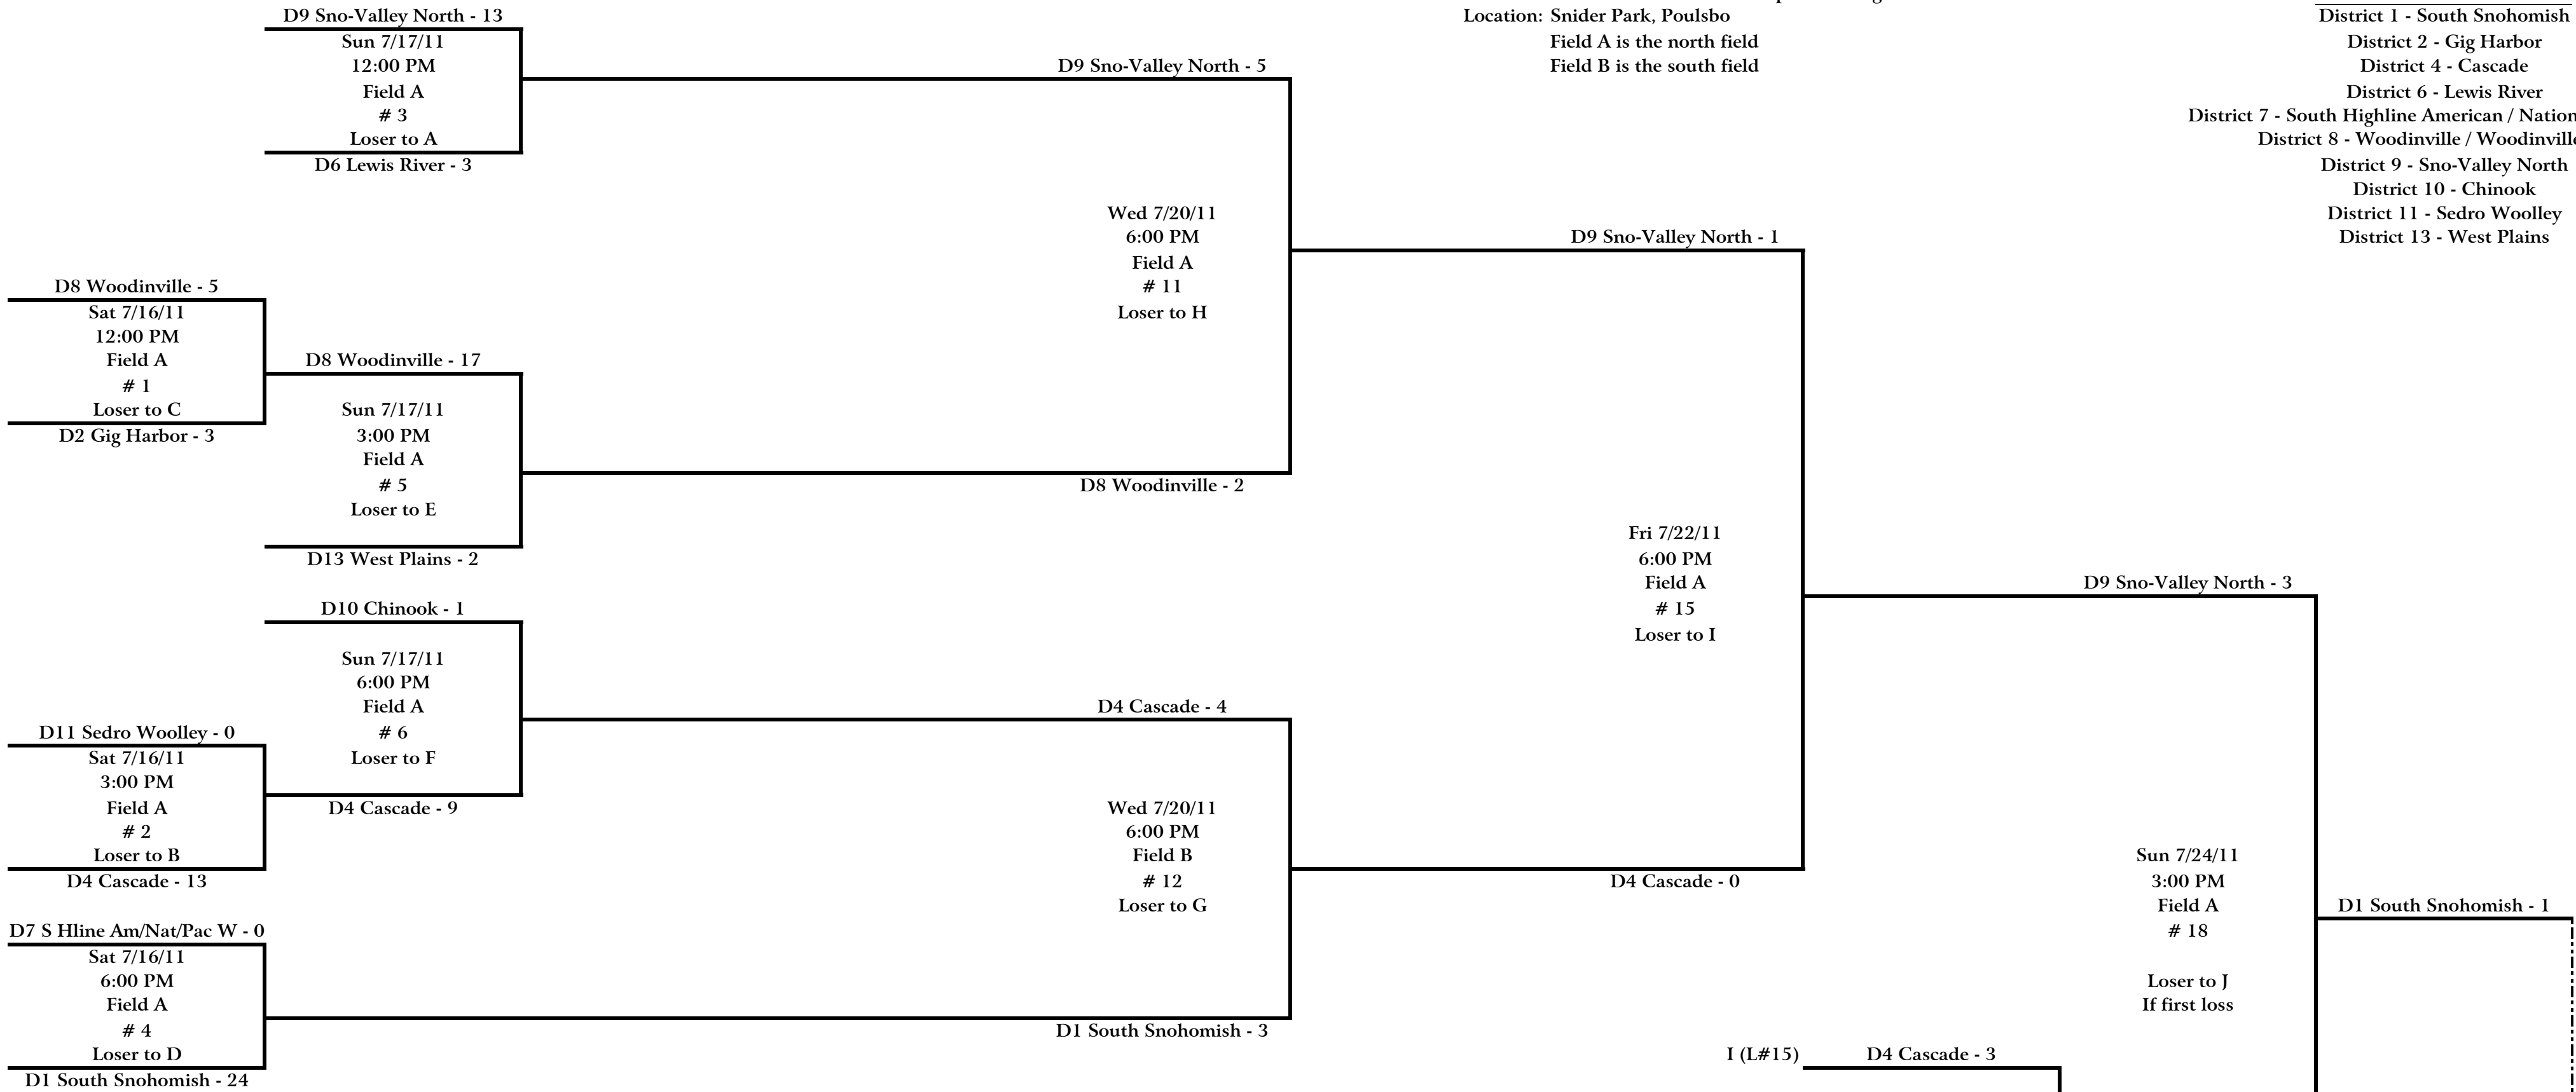 D9 Sno-Valley North - 13
Sun 7/17/11
12:00 PM
Field A
# 3
Loser to A
D6 Lewis River - 3
D8 Woodinville - 5
Sat 7/16/11
12:00 PM
Field A
# 1
Loser to C
D2 Gig Harbor - 3
D8 Woodinville - 17
Sun 7/17/11
3:00 PM
Field A
# 5
Loser to E
D13 West Plains - 2
D10 Chinook - 1
Sun 7/17/11
6:00 PM
Field A
# 6
Loser to F
D4 Cascade - 9
D11 Sedro Woolley - 0
Sat 7/16/11
3:00 PM
Field A
# 2
Loser to B
D4 Cascade - 13
D7 S Hline Am/Nat/Pac W - 0
Sat 7/16/11
6:00 PM
Field A
# 4
Loser to D
D1 South Snohomish - 24
D9 Sno-Valley North - 5
Wed 7/20/11
6:00 PM
Field A
# 11
Loser to H
D8 Woodinville - 2
D4 Cascade - 4
Wed 7/20/11
6:00 PM
Field B
# 12
Loser to G
D1 South Snohomish - 3
Location: Snider Park, Poulsbo
Field A is the north field
Field B is the south field
D9 Sno-Valley North - 1
Fri 7/22/11
6:00 PM
Field A
# 15
Loser to I
D4 Cascade - 0
I (L#15)
D4 Cascade - 3
D9 Sno-Valley North - 3
Sun 7/24/11
3:00 PM
Field A
# 18
Loser to J
If first loss
D1 South Snohomish - 1
District 1 - South Snohomish
District 2 - Gig Harbor
District 4 - Cascade
District 6 - Lewis River
District 7 - South Highline American / Nation
District 8 - Woodinville / Woodinville
District 9 - Sno-Valley North
District 10 - Chinook
District 11 - Sedro Woolley
District 13 - West Plains